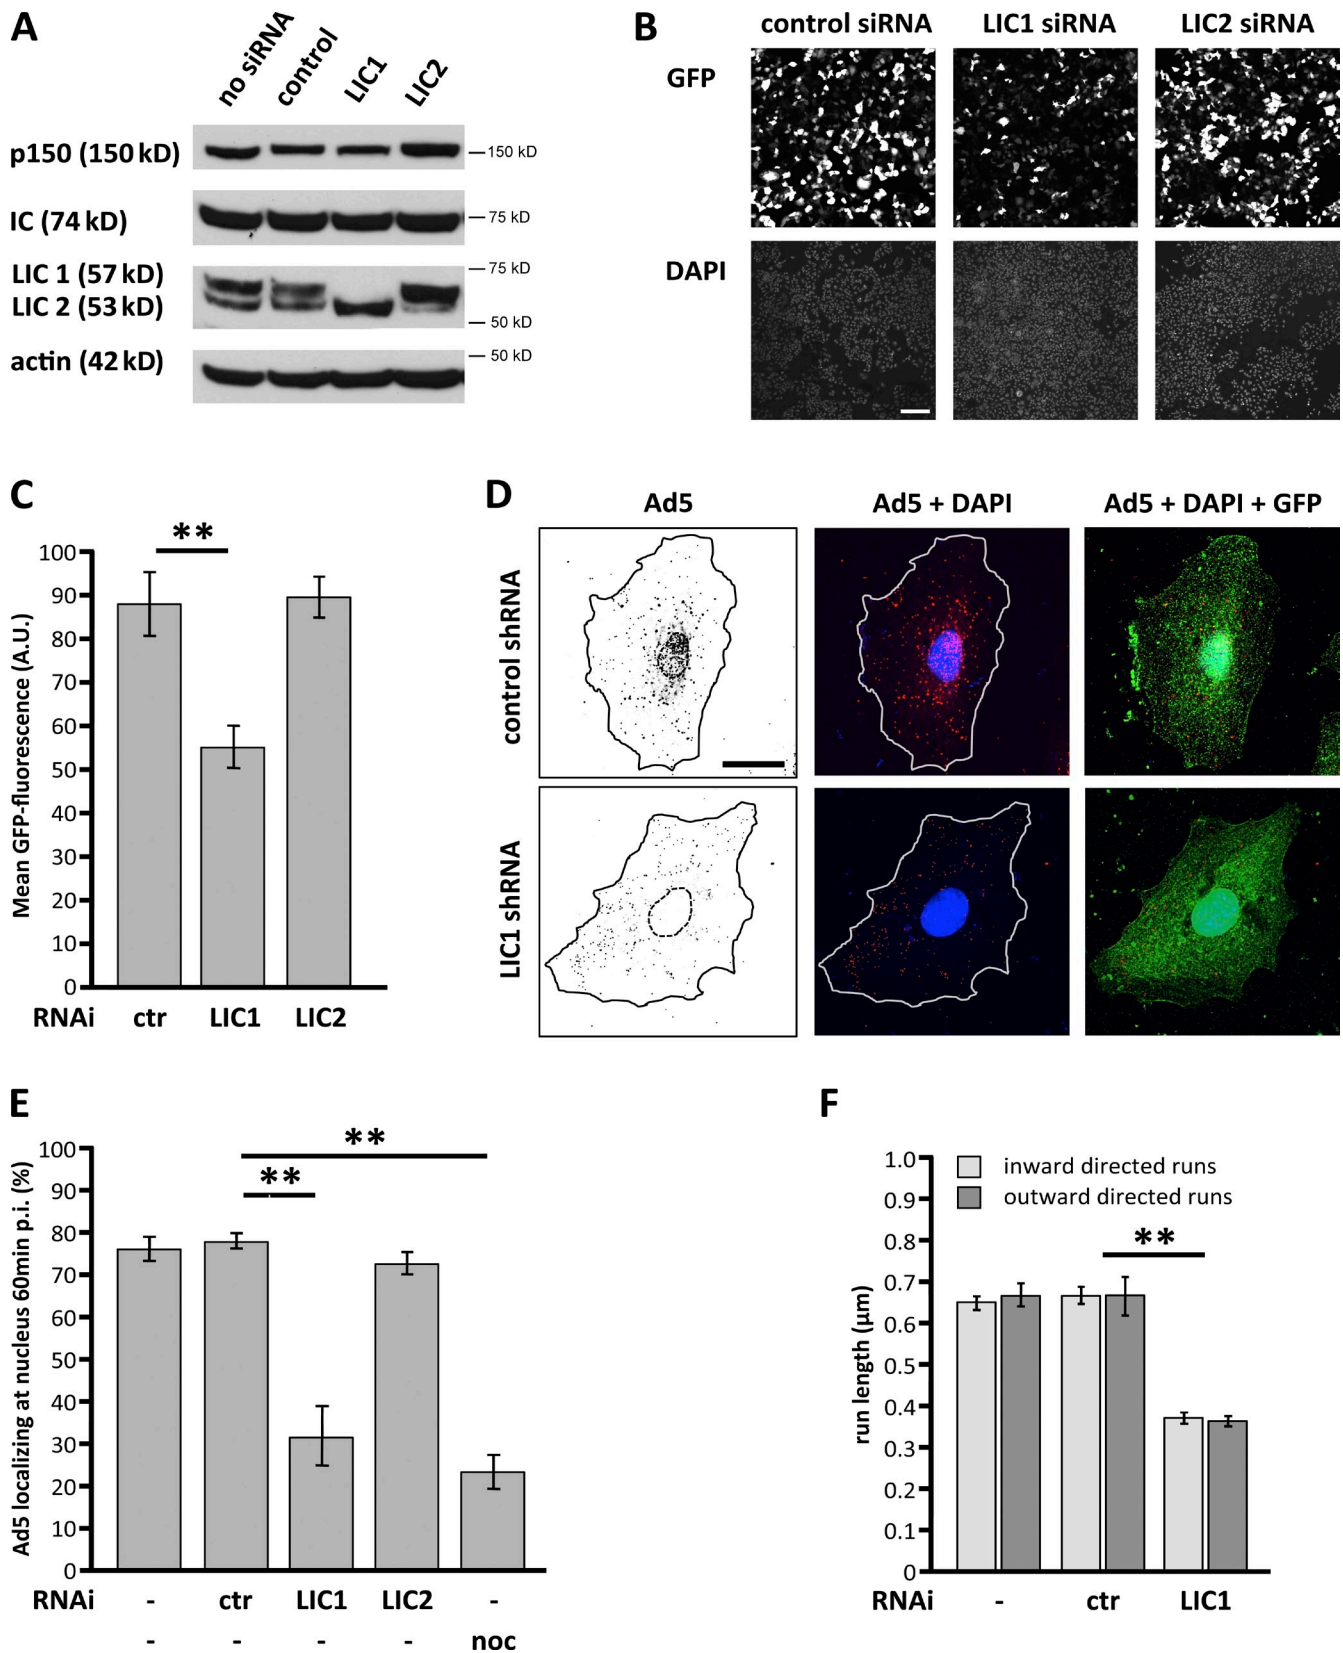 A
no siRNA
control
LIC1
LIC2
p150 (150 kD)
150 kD
IC (74 kD)
75 kD
LIC 1 (57 kD)
75 kD
LIC 2 (53 kD)
50 kD
actin (42 kD)
50 kD
B
control siRNA
LIC1 siRNA
LIC2 siRNA
GFP
DAPI
C
**
Mean GFP-fluorescence (A.U.)
100
90
80
70
60
50
40
30
20
10
0
RNAi ctr LIC1 LIC2
D
Ad5
Ad5 + DAPI
Ad5 + DAPI + GFP
control shRNA
LIC1 shRNA
E
**
**
Ad5 localizing at nucleus 60min p.i. (%)
100
90
80
70
60
50
40
30
20
10
0
RNAi - ctr LIC1 LIC2 -
- - - - noc
F
inward directed runs
outward directed runs
**
run length (µm)
1.0
0.9
0.8
0.7
0.6
0.5
0.4
0.3
0.2
0.1
0
RNAi - ctr LIC1